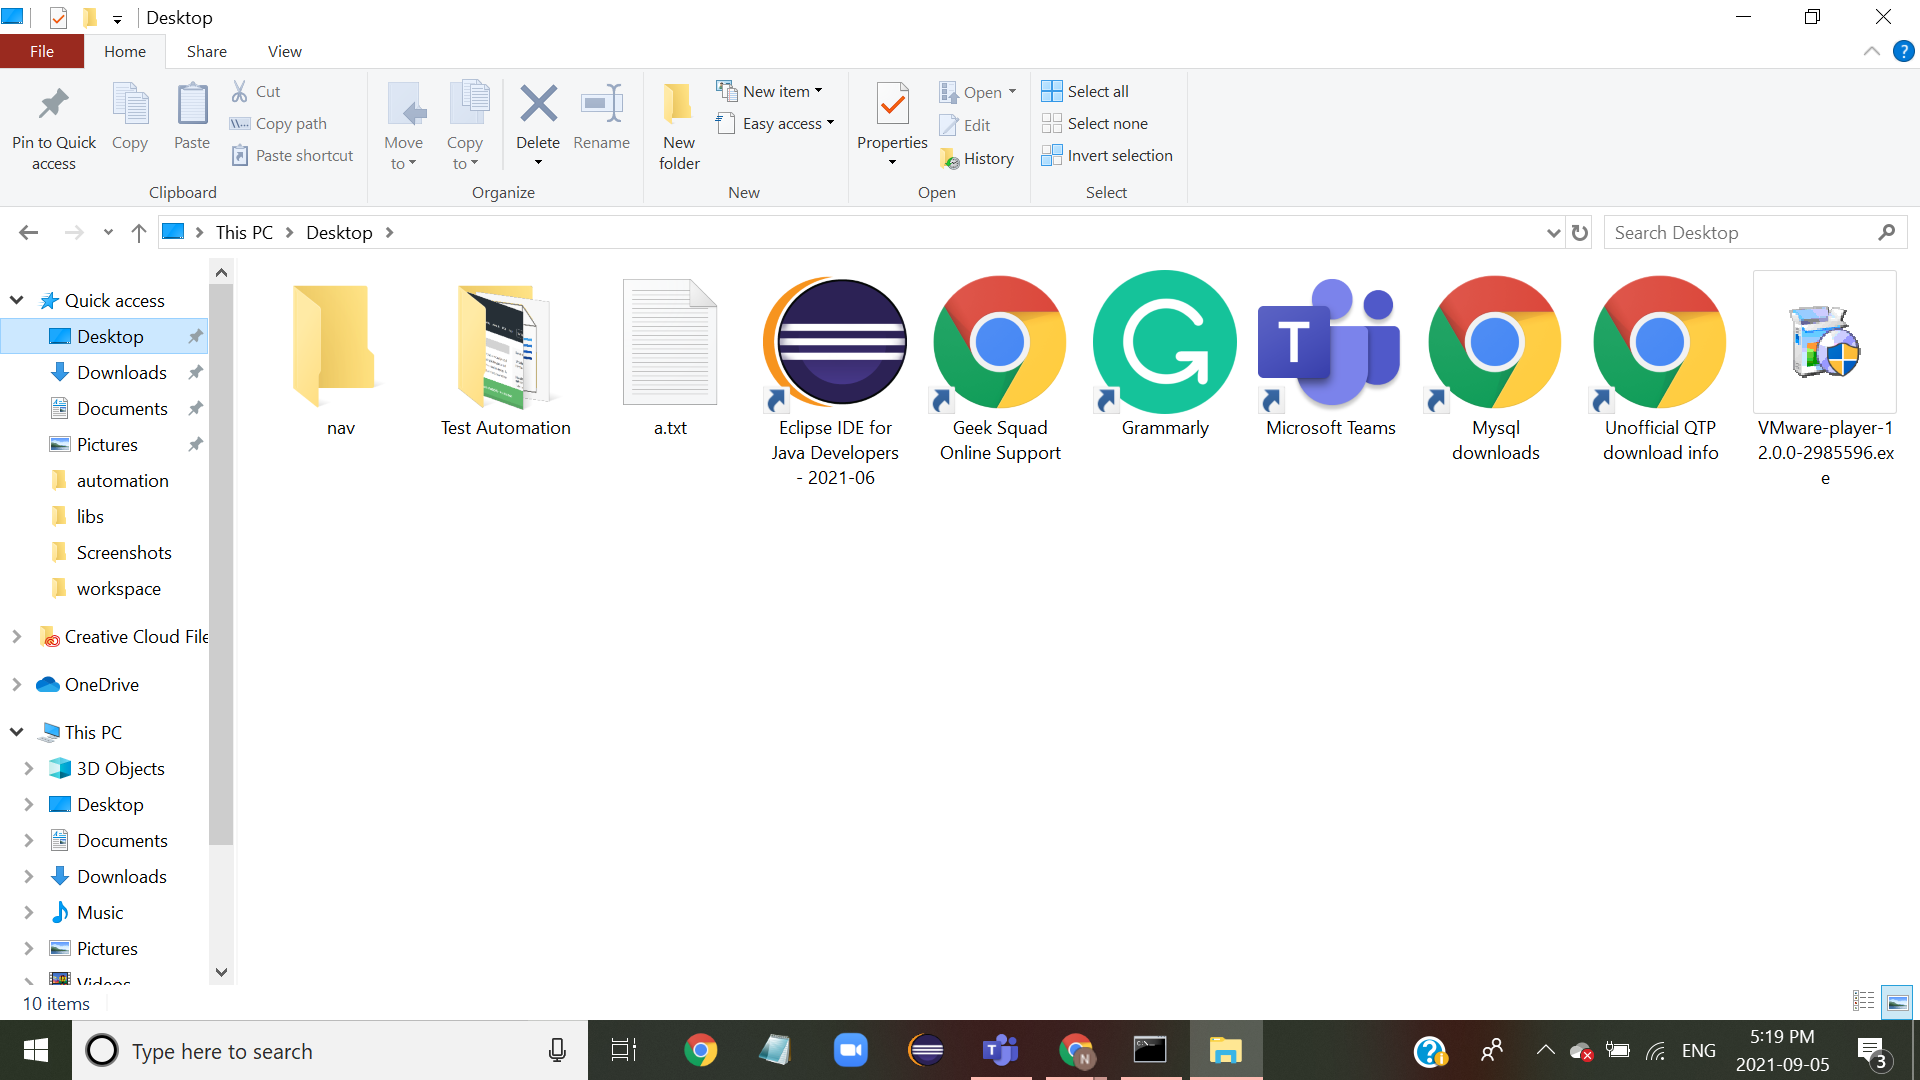 Desktop
File
Home
Share
View
?
Pin to Quick
access
Copy
Paste
Cut
Copy path
Paste shortcut
Clipboard
Move
to
Copy
to
Delete
Rename
Organize
New
folder
New item
Easy access
New
Properties
Open
Edit
History
Open
Select all
Select none
Invert selection
Select
This PC
Desktop
Search Desktop
Quick access
Desktop
Downloads
Documents
Pictures
automation
libs
Screenshots
workspace
Creative Cloud File
OneDrive
This PC
3D Objects
Desktop
Documents
Downloads
Music
Pictures
Videos
nav
Test Automation
a.txt
Eclipse IDE for
Java Developers
- 2021-06
Geek Squad
Online Support
G
Grammarly
T
Microsoft Teams
Mysql
downloads
Unofficial QTP
download info
VMware-player-1
2.0.0-2985596.ex
e
10 items
Type here to search
T
N
?
ENG
5:19 PM
2021-09-05
3